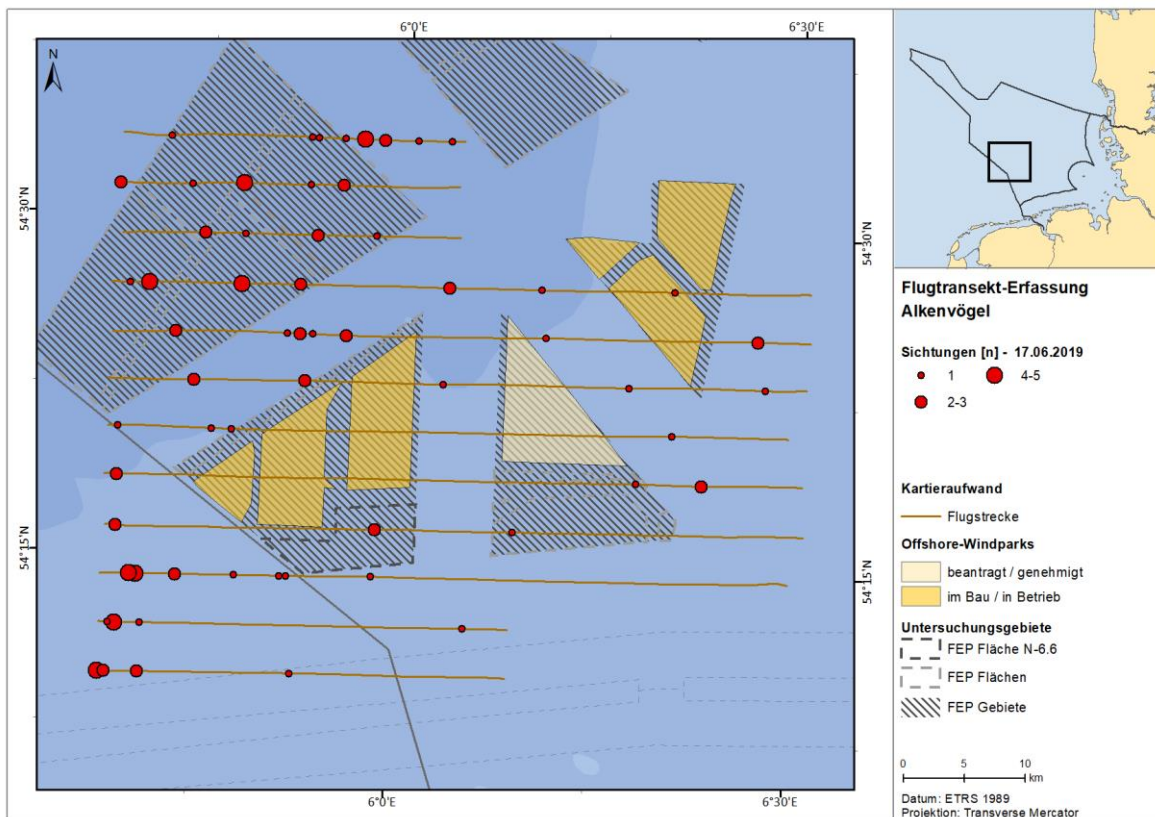 6°0'E
6°30'E
N
54°30'N
54°30'N
54°15'N
54°15'N
6°0'E
6°30'E
Flugtransekt-Erfassung
Alkenvögel
Sichtungen [n] - 17.06.2019
1
4-5
2-3
Kartieraufwand
Flugstrecke
Offshore-Windparks
beantragt / genehmigt
im Bau / in Betrieb
Untersuchungsgebiete
FEP Fläche N-6.6
FEP Flächen
FEP Gebiete
0 5 10
km
Datum: ETRS 1989
Projektion: Transverse Mercator